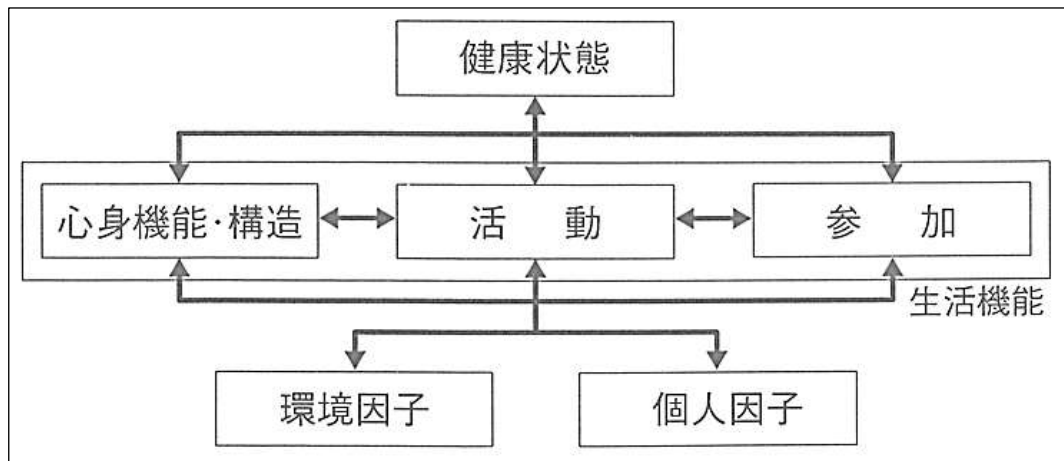 健康状態
心身機能・構造
活 動
参 加
生活機能
環境因子
個人因子